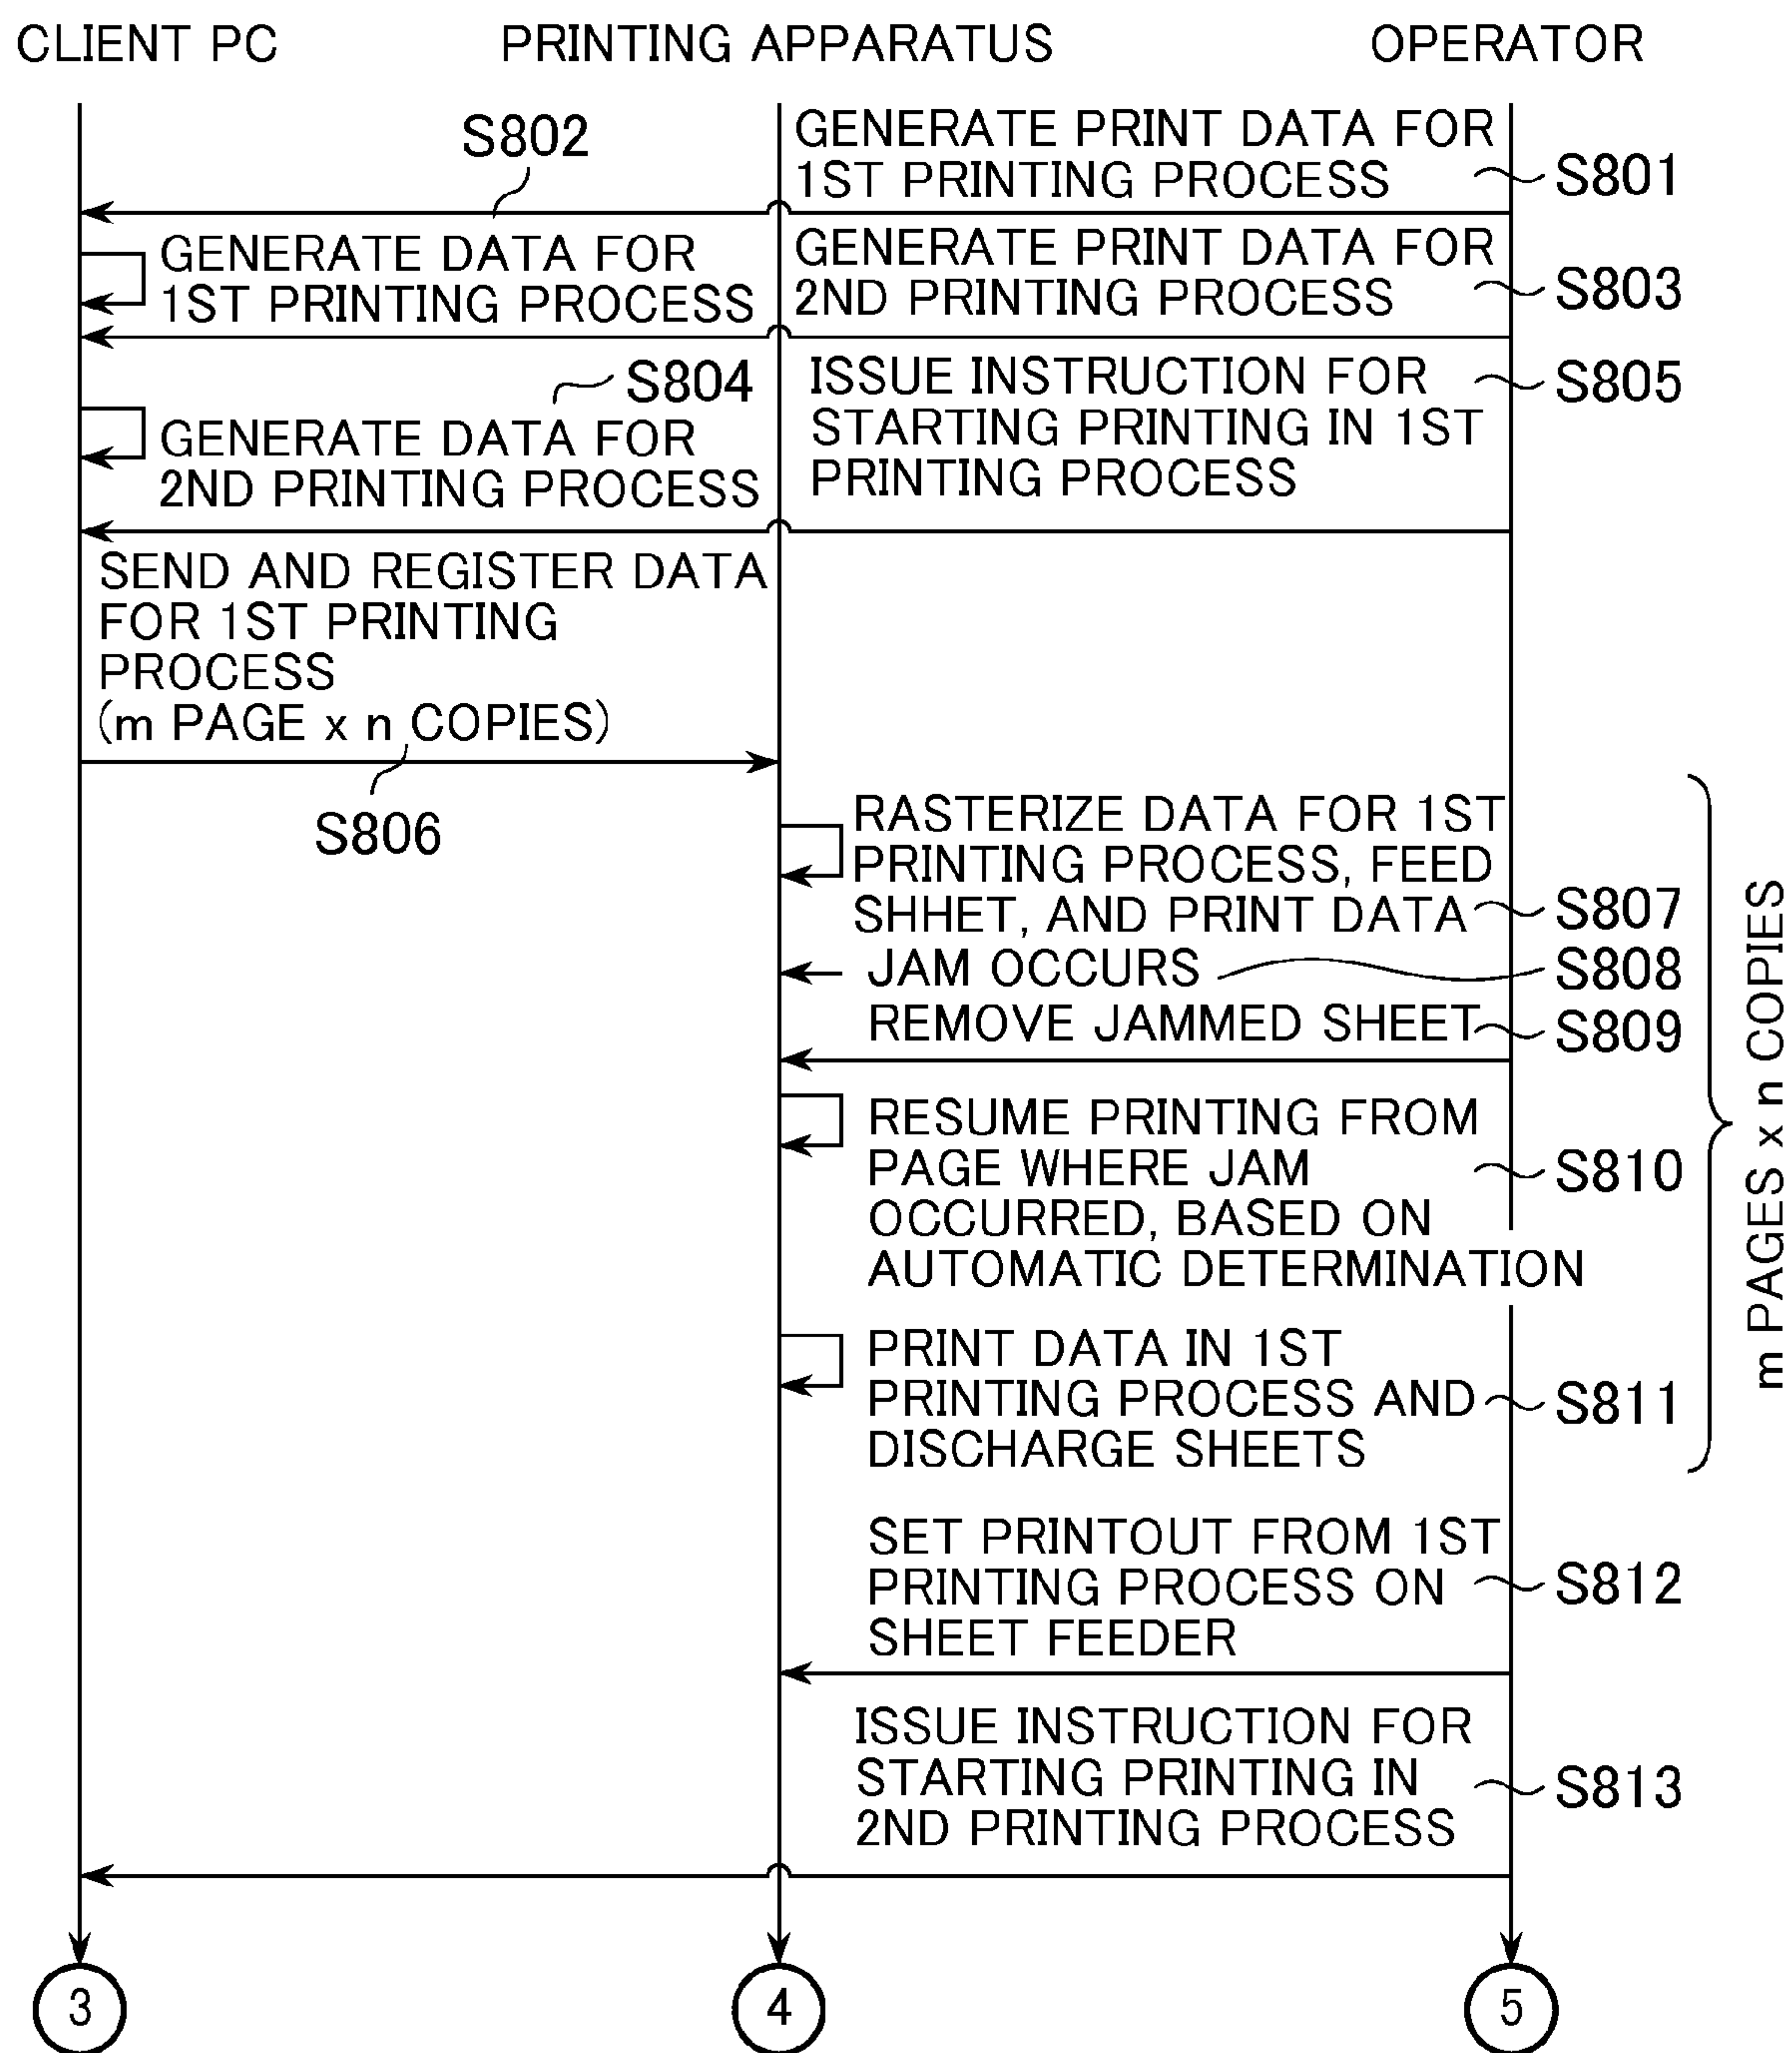 CLIENT PC PRINTING APPARATUS OPERATOR
GENERATE PRINT DATA FOR
1ST PRINTING PROCESS
S801
S802
GENERATE DATA FOR
1ST PRINTING PROCESS
GENERATE PRINT DATA FOR
2ND PRINTING PROCESS
S803
S804
GENERATE DATA FOR
2ND PRINTING PROCESS
ISSUE INSTRUCTION FOR
STARTING PRINTING IN 1ST
PRINTING PROCESS
S805
SEND AND REGISTER DATA
FOR 1ST PRINTING
PROCESS
(m PAGE x n COPIES)
S806
RASTERIZE DATA FOR 1ST
PRINTING PROCESS, FEED
SHHET, AND PRINT DATA
S807
JAM OCCURS
S808
REMOVE JAMMED SHEET
S809
RESUME PRINTING FROM
PAGE WHERE JAM
OCCURRED, BASED ON
AUTOMATIC DETERMINATION
S810
PRINT DATA IN 1ST
PRINTING PROCESS AND
DISCHARGE SHEETS
S811
m PAGES x n COPIES
SET PRINTOUT FROM 1ST
PRINTING PROCESS ON
SHEET FEEDER
S812
ISSUE INSTRUCTION FOR
STARTING PRINTING IN
2ND PRINTING PROCESS
S813
3 4 5